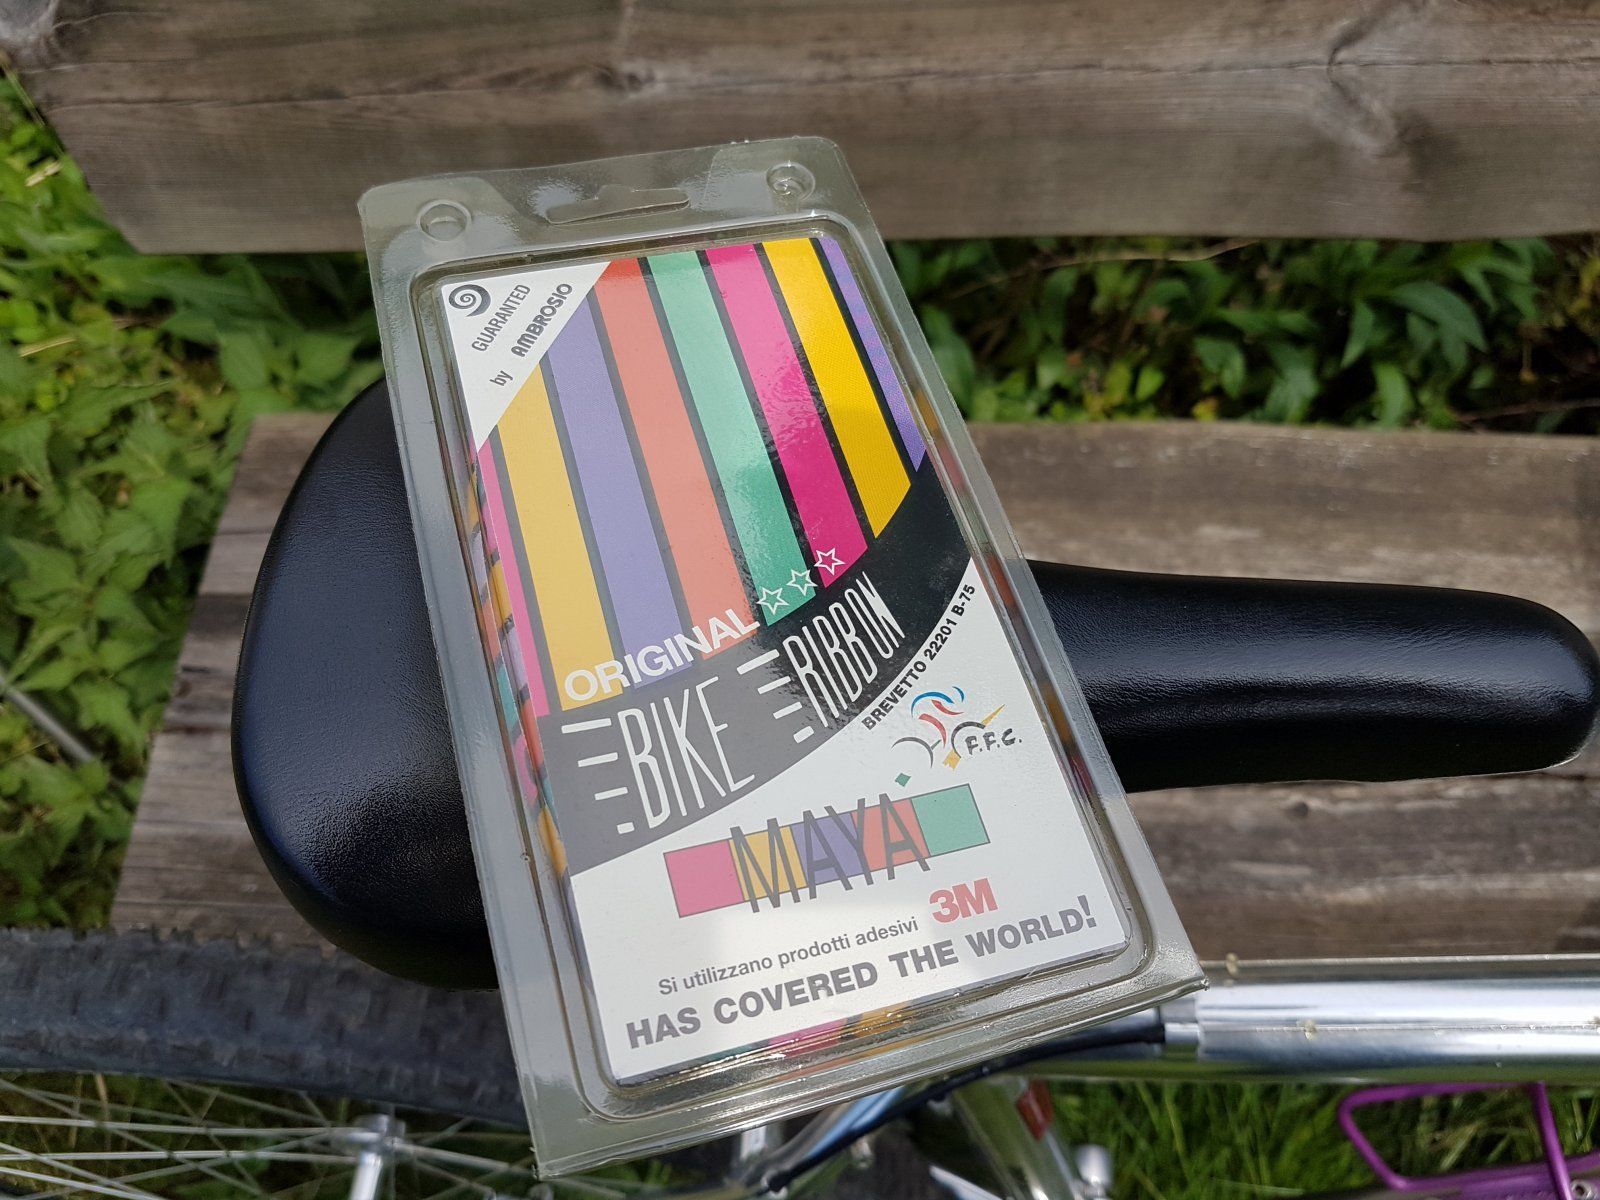 GUARANTED
by AMBROSIO
ORIGINAL
BIKE RIBBON
BREVETTO 22201 B-75
F.F.C.
MAYA
Si utilizzano prodotti adesivi 3M
HAS COVERED THE WORLD!